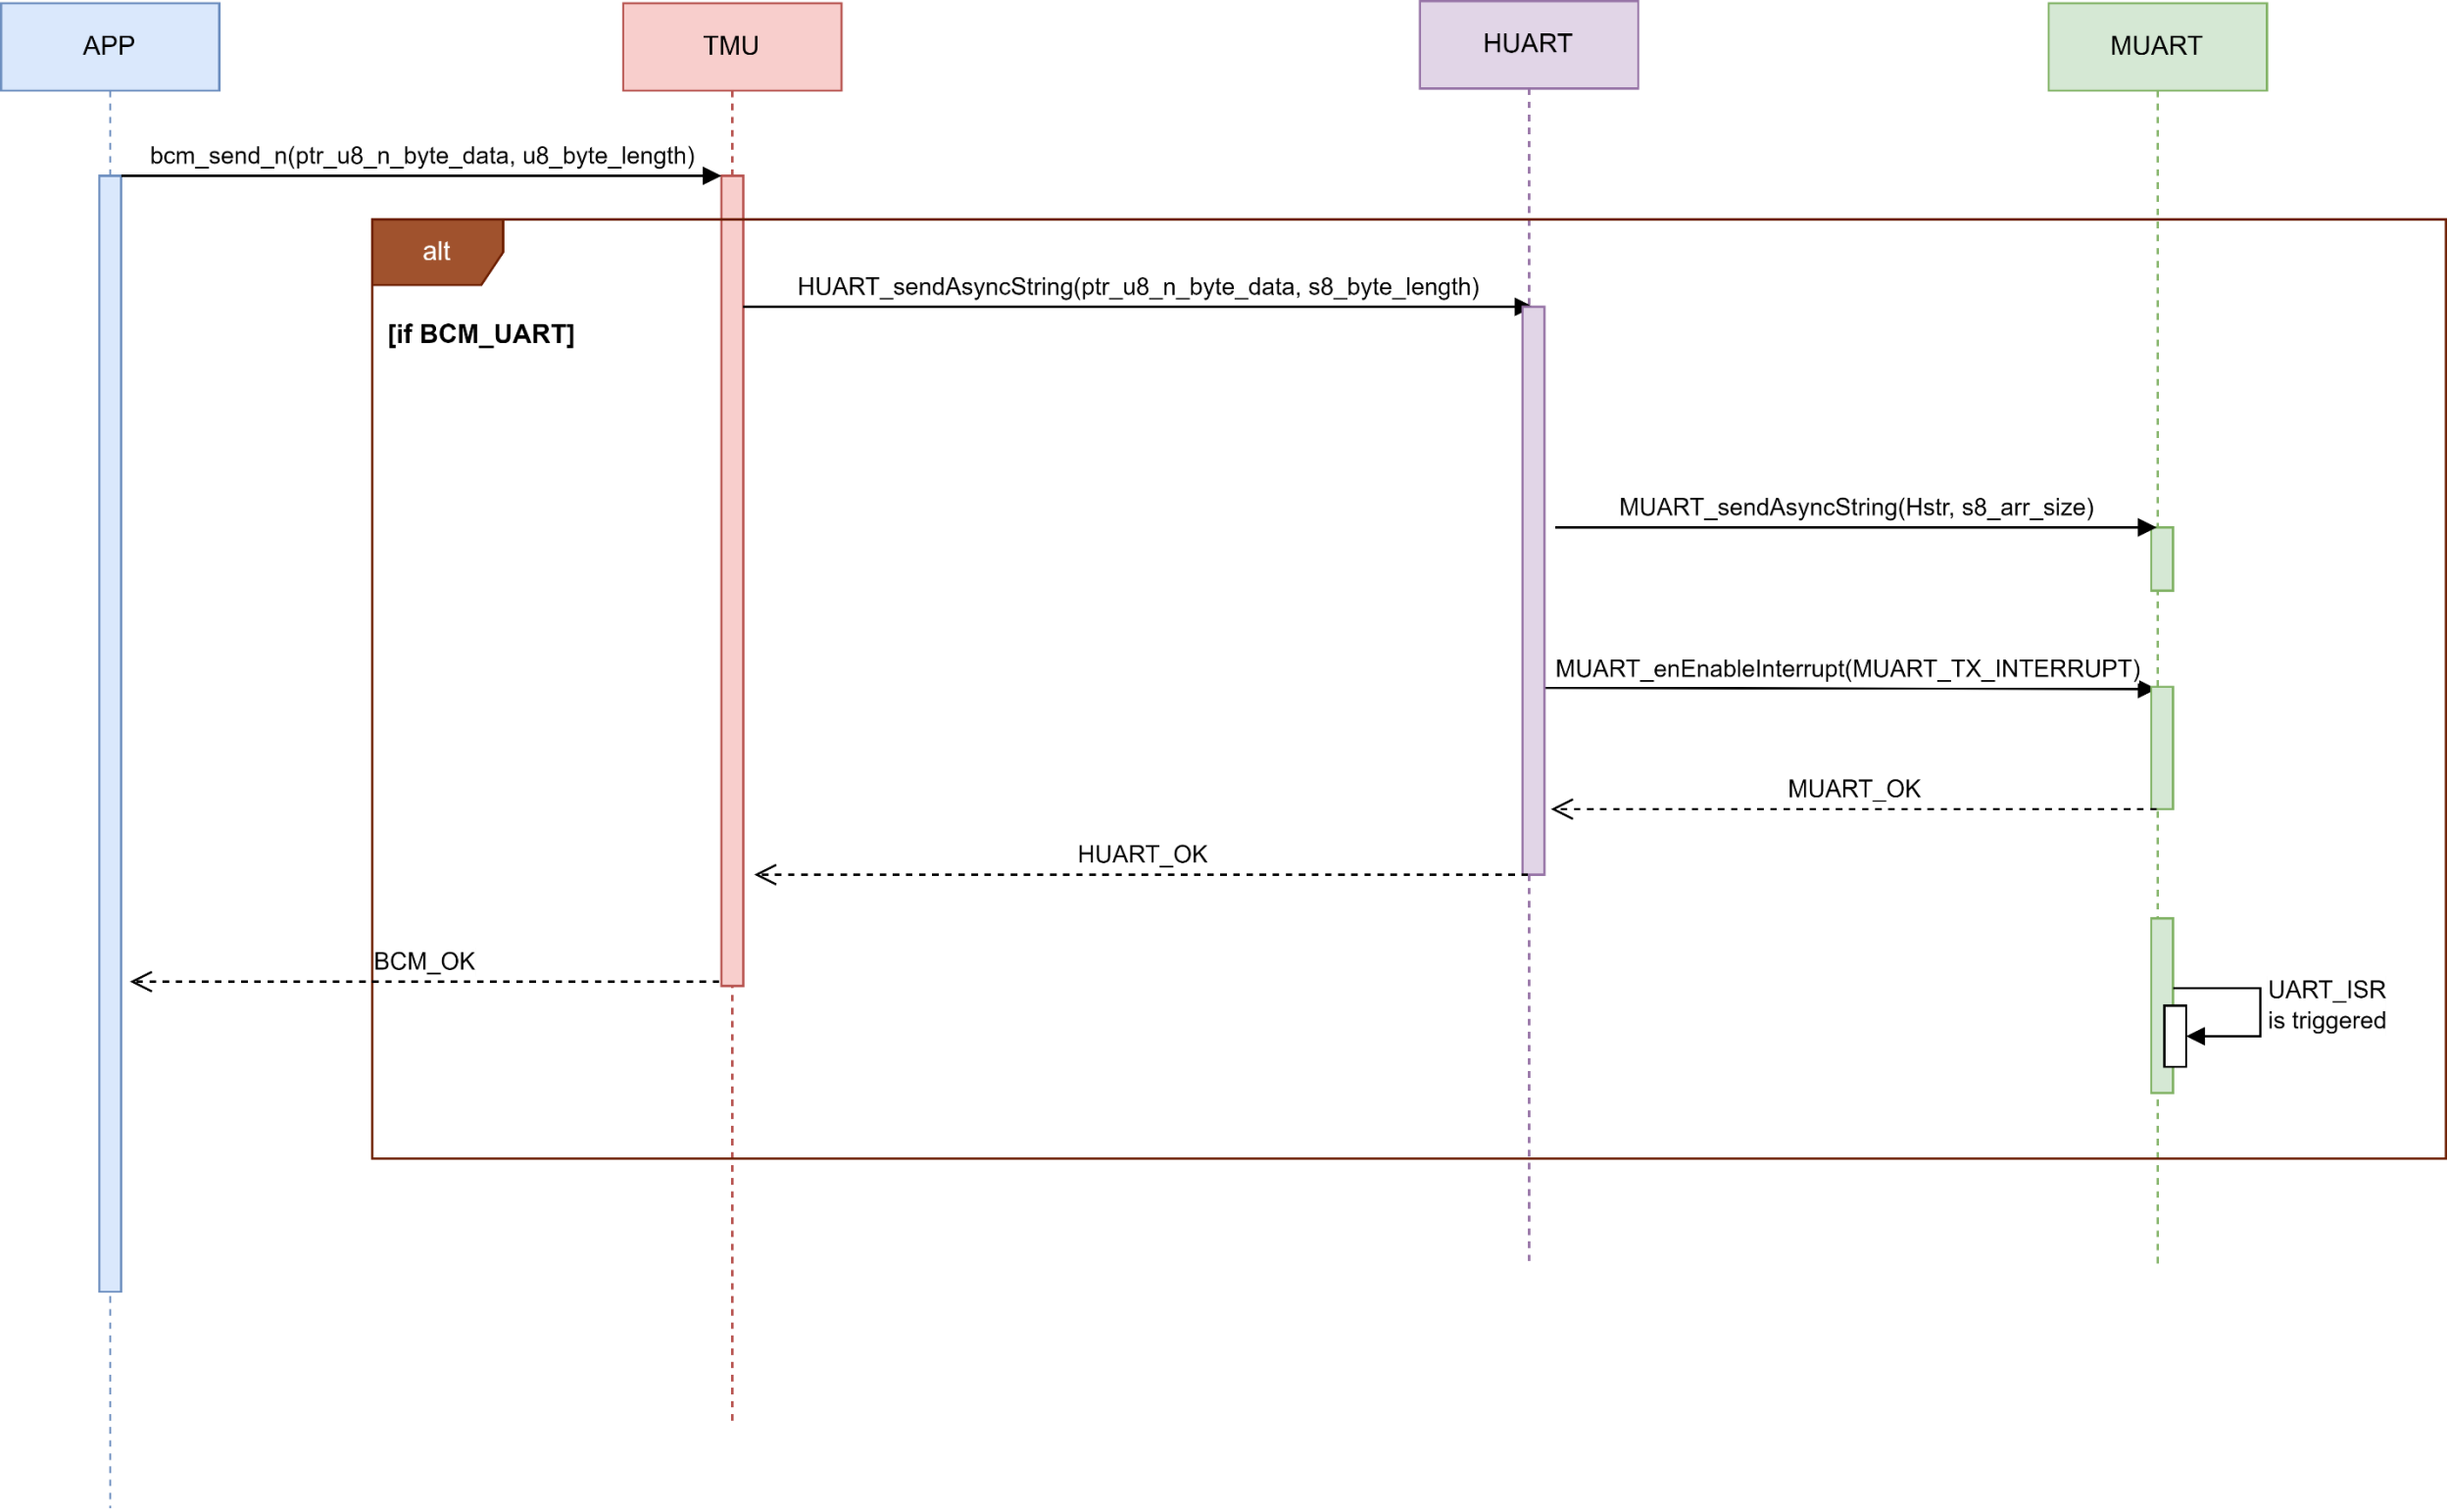 APP
TMU
HUART
MUART
bcm_send_n(ptr_u8_n_byte_data, u8_byte_length)
alt
HUART_sendAsyncString(ptr_u8_n_byte_data, s8_byte_length)
[if BCM_UART]
MUART_sendAsyncString(Hstr, s8_arr_size)
MUART_enEnableInterrupt(MUART_TX_INTERRUPT)
MUART_OK
HUART_OK
BCM_OK
UART_ISR
is triggered